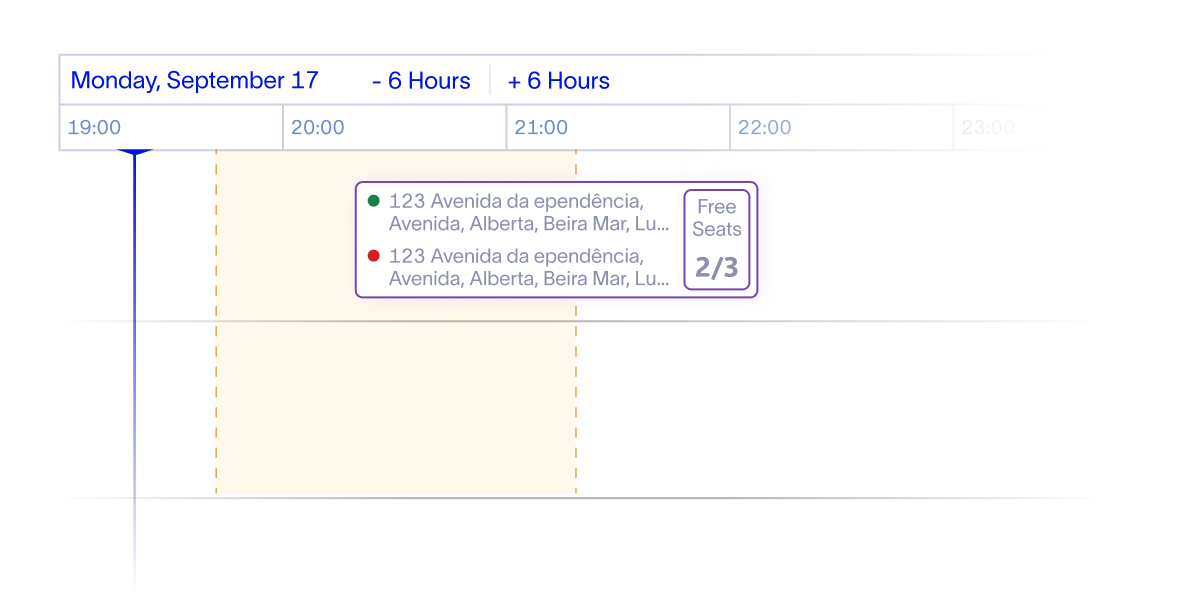 Monday, September 17 - 6 Hours + 6 Hours
19:00 20:00 21:00 22:00 23:00
123 Avenida da ependência,
Avenida, Alberta, Beira Mar, Lu...
123 Avenida da ependência,
Avenida, Alberta, Beira Mar, Lu...
Free
Seats
2/3